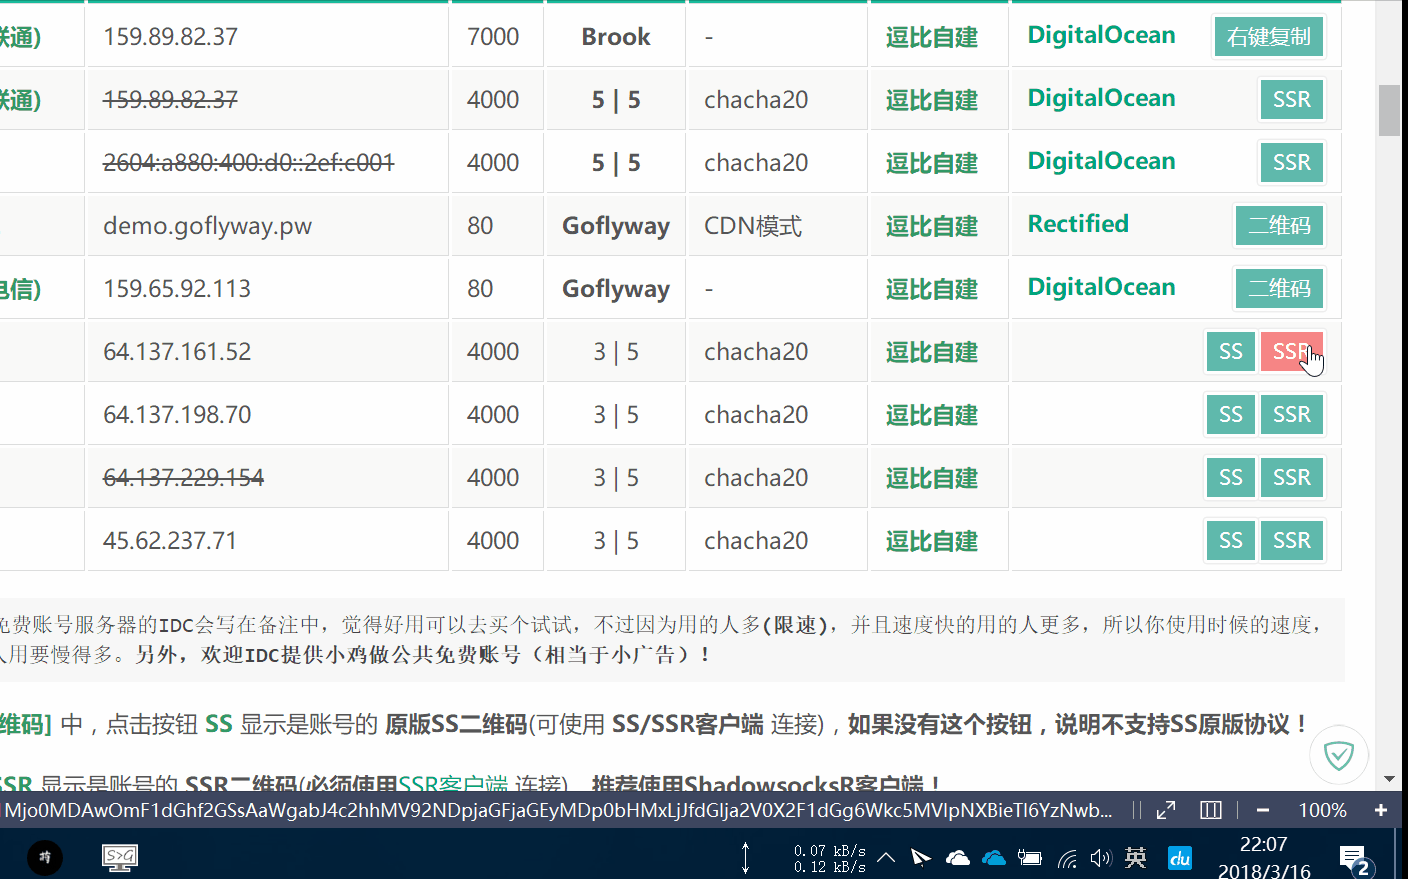 联通) 159.89.82.37 7000 Brook - 逗比自建 DigitalOcean 右键复制
联通) 159.89.82.37 4000 5 | 5 chacha20 逗比自建 DigitalOcean SSR
2604:a880:400:d0::2ef:c001 4000 5 | 5 chacha20 逗比自建 DigitalOcean SSR
demo.goflyway.pw 80 Goflyway CDN模式 逗比自建 Rectified 二维码
电信) 159.65.92.113 80 Goflyway - 逗比自建 DigitalOcean 二维码
64.137.161.52 4000 3 | 5 chacha20 逗比自建 SS SSR
64.137.198.70 4000 3 | 5 chacha20 逗比自建 SS SSR
64.137.229.154 4000 3 | 5 chacha20 逗比自建 SS SSR
45.62.237.71 4000 3 | 5 chacha20 逗比自建 SS SSR
免费账号服务器的IDC会写在备注中，觉得好用可以去买个试试，不过因为用的人多(限速)，并且速度快的用的人更多，所以你使用时候的速度，
人用要慢得多。另外，欢迎IDC提供小鸡做公共免费账号（相当于小广告）！
维码] 中，点击按钮 SS 显示是账号的 原版SS二维码(可使用 SS/SSR客户端 连接)，如果没有这个按钮，说明不支持SS原版协议！
SSR 显示是账号的 SSR二维码(必须使用SSR客户端 连接)，推荐使用ShadowsocksR客户端！
100%
0.07 kB/s
0.12 kB/s
英
du
22:07
2018/3/16
2
S>G